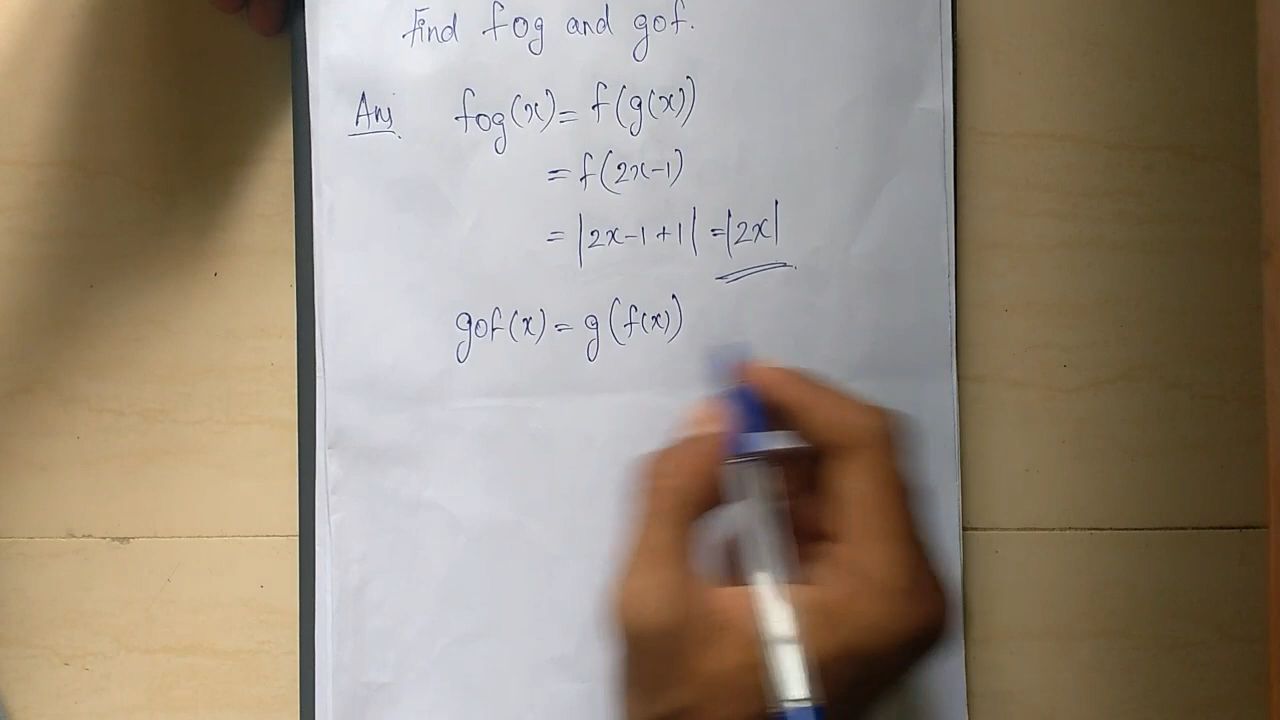 Find fog and gof.
Ans fog(x) = f(g(x))
= f(2x-1)
= |2x-1+1| = |2x|
gof(x) = g(f(x))